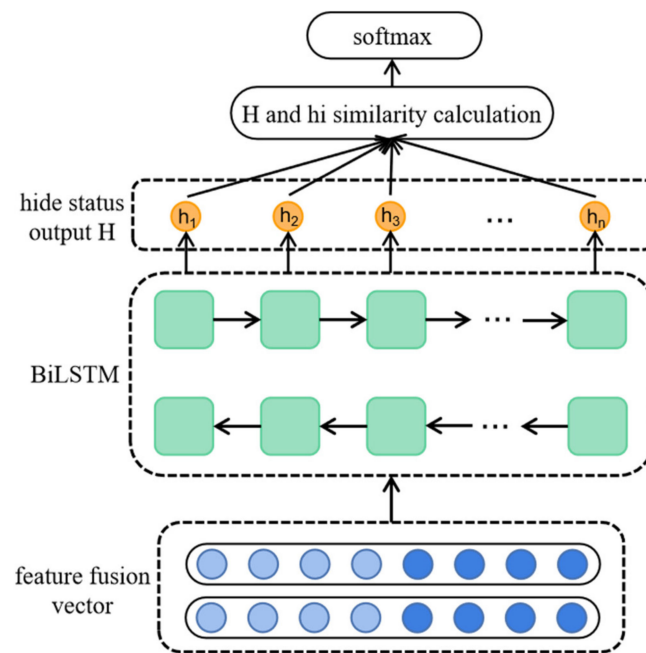 softmax
H and hi similarity calculation
hide status
output H
h1 h2 h3 ... hn
...
BiLSTM
...
feature fusion
vector